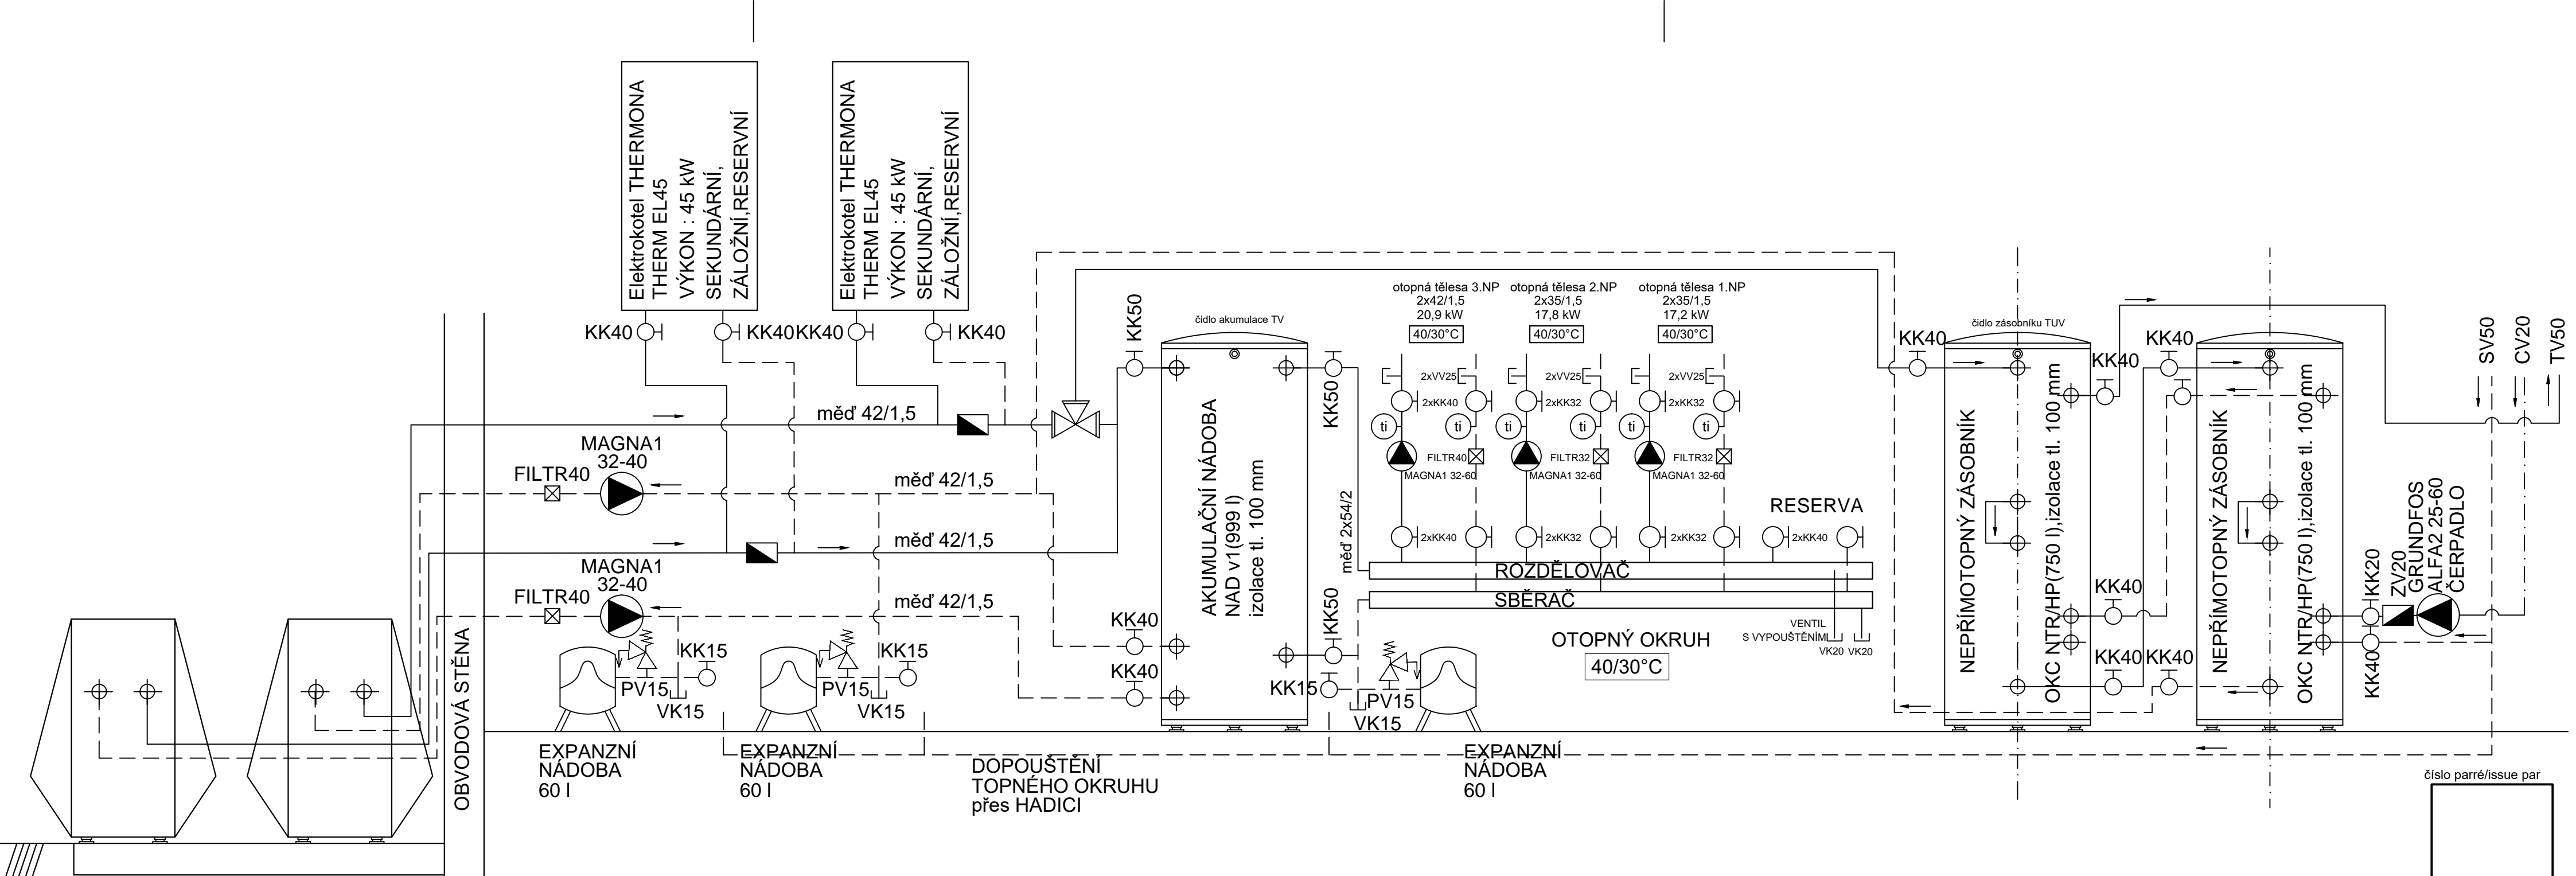 Elektrokotel THERMONA
THERM EL45
VÝKON : 45 kW
SEKUNDÁRNÍ,
ZÁLOŽNÍ,RESERVNÍ
Elektrokotel THERMONA
THERM EL45
VÝKON : 45 kW
SEKUNDÁRNÍ,
ZÁLOŽNÍ,RESERVNÍ
KK40
KK40
KK40
KK40
měď 42/1,5
MAGNA1
32-40
FILTR40
měď 42/1,5
měď 42/1,5
MAGNA1
32-40
FILTR40
měď 42/1,5
OBVODOVÁ STĚNA
PV15
KK15
VK15
EXPANZNÍ
NÁDOBA
60 l
PV15
KK15
VK15
EXPANZNÍ
NÁDOBA
60 l
DOPOUŠTĚNÍ
TOPNÉHO OKRUHU
přes HADICI
KK50
čidlo akumulace TV
AKUMULAČNÍ NÁDOBA
NAD v1(999 l)
izolace tl. 100 mm
KK40
KK40
KK50
měď 2x54/2
KK50
KK15
PV15
VK15
EXPANZNÍ
NÁDOBA
60 l
otopná tělesa 3.NP
2x42/1,5
20,9 kW
40/30°C
otopná tělesa 2.NP
2x35/1,5
17,8 kW
40/30°C
otopná tělesa 1.NP
2x35/1,5
17,2 kW
40/30°C
2xVV25
2xVV25
2xVV25
2xKK40
2xKK32
2xKK32
ti
ti
ti
ti
ti
ti
FILTR40
FILTR32
FILTR32
MAGNA1 32-60
MAGNA1 32-60
MAGNA1 32-60
RESERVA
2xKK40
2xKK32
2xKK32
2xKK40
ROZDĚLOVAČ
SBĚRAČ
VENTIL
S VYPOUŠTĚNÍM
VK20
VK20
OTOPNÝ OKRUH
40/30°C
KK40
čidlo zásobníku TUV
NEPŘÍMOTOPNÝ ZÁSOBNÍK
OKC NTR/HP(750 l),izolace tl. 100 mm
KK40
KK40
KK40
KK40
KK40
NEPŘÍMOTOPNÝ ZÁSOBNÍK
OKC NTR/HP(750 l),izolace tl. 100 mm
KK20
KK40
ZV20
GRUNDFOS
ALFA2 25-60
ČERPADLO
SV50
CV20
TV50
číslo parré/issue par